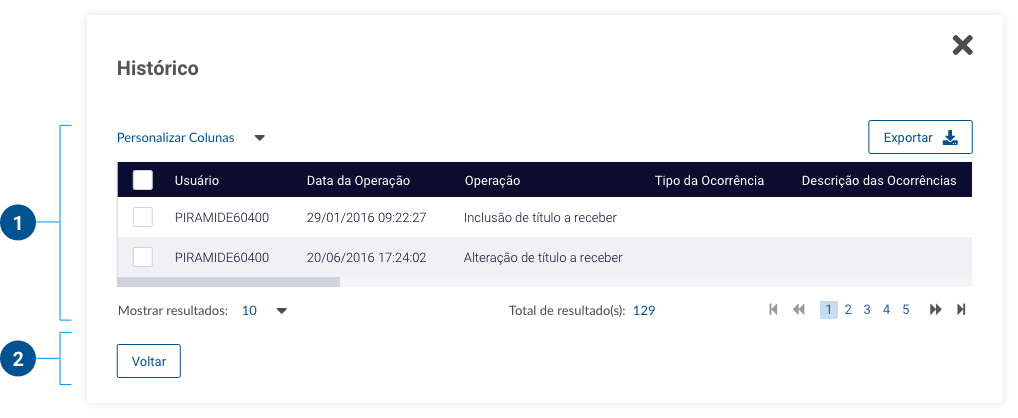 Histórico
Personalizar Colunas
Exportar
Usuário Data da Operação Operação Tipo da Ocorrência Descrição das Ocorrências
1
PIRAMIDE60400 29/01/2016 09:22:27 Inclusão de título a receber
PIRAMIDE60400 20/06/2016 17:24:02 Alteração de título a receber
Mostrar resultados: 10 Total de resultado(s): 129 1 2 3 4 5
2
Voltar